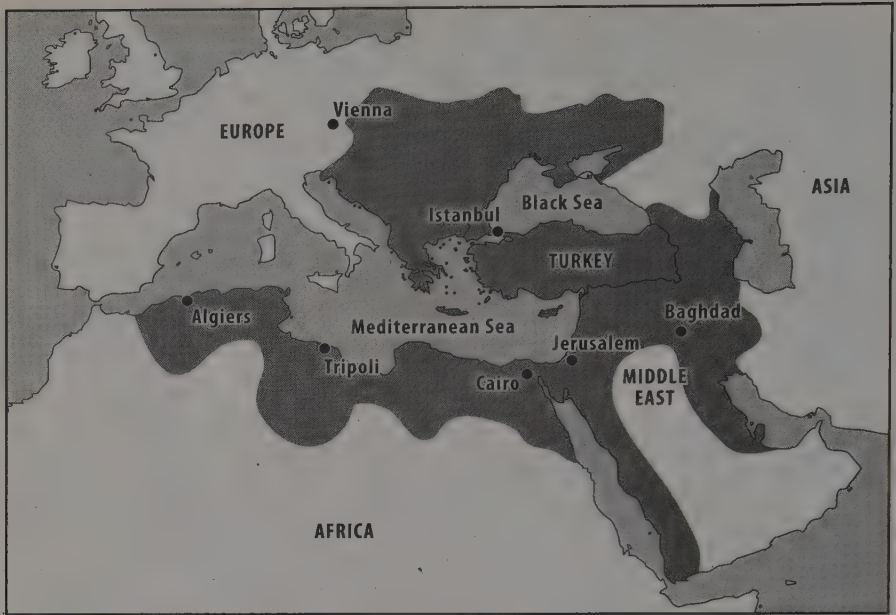 Vienna
EUROPE
ASIA
Istanbul
Black Sea
TURKEY
Algiers
Mediterranean Sea
Baghdad
Tripoli
Jerusalem
Cairo
MIDDLE
EAST
AFRICA